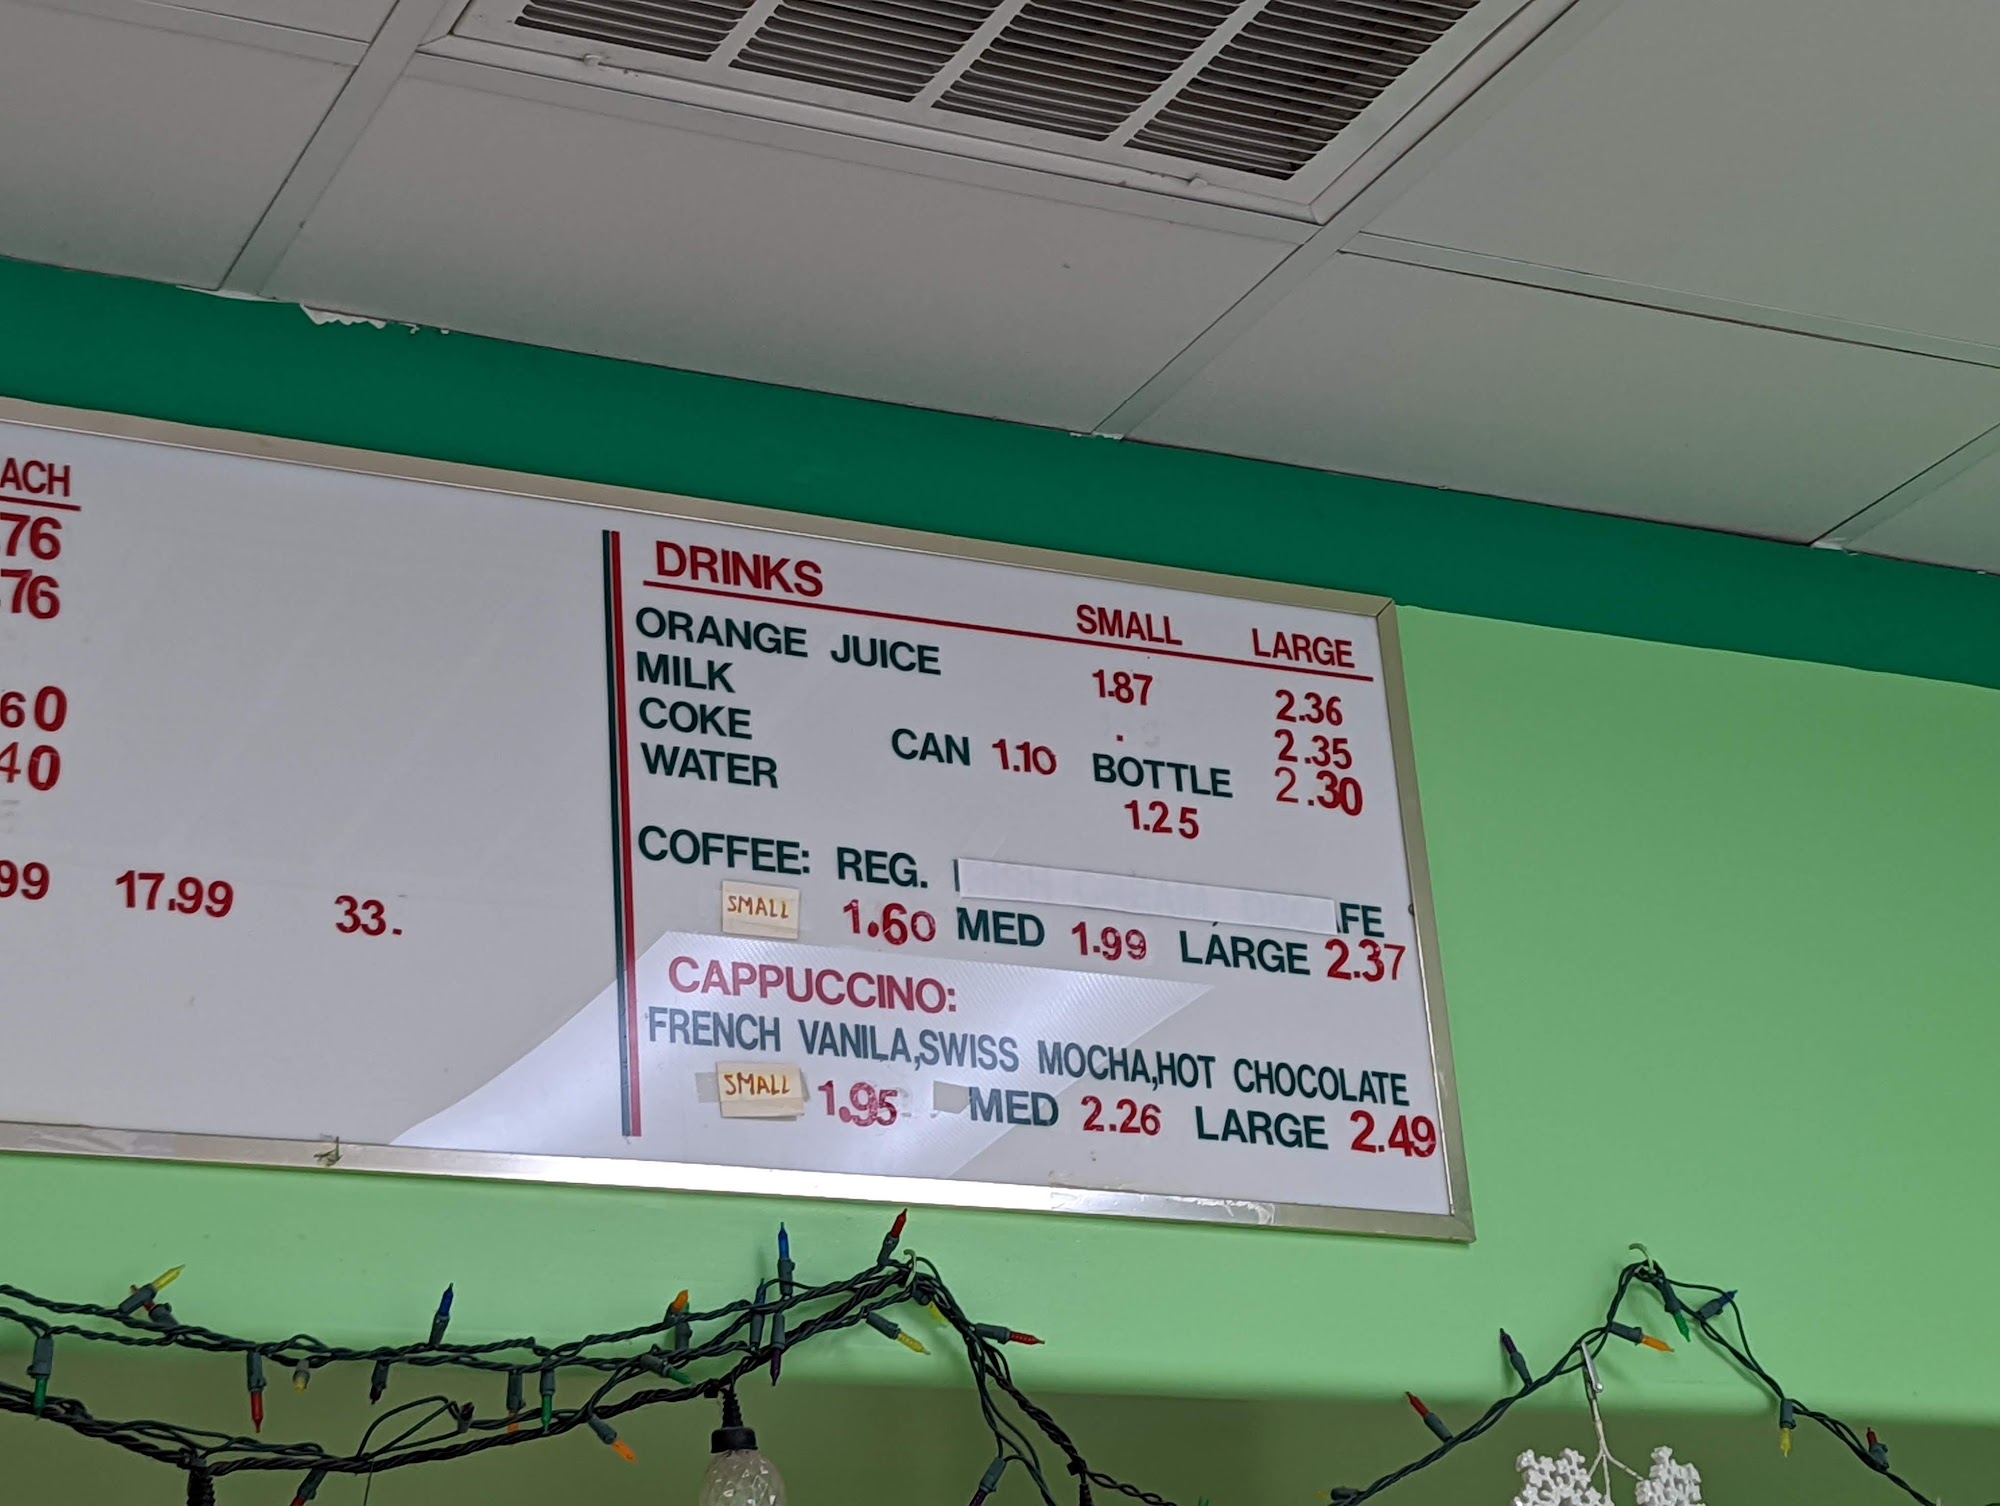 ACH
76
76
60
40
99 17.99 33.
DRINKS
SMALL LARGE
ORANGE JUICE 1.87 2.36
MILK 2.35
COKE CAN 1.10 BOTTLE 2.30
WATER 1.25
COFFEE: REG. FE
SMALL 1.60 MED 1.99 LARGE 2.37
CAPPUCCINO:
FRENCH VANILA,SWISS MOCHA,HOT CHOCOLATE
SMALL 1.95 MED 2.26 LARGE 2.49